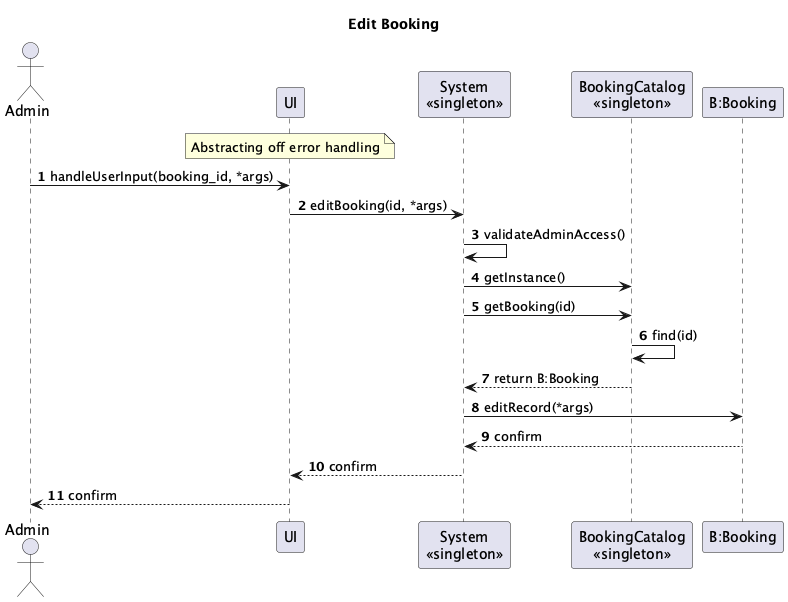 Edit Booking
Admin
UI
System
«singleton»
BookingCatalog
«singleton»
B:Booking
Abstracting off error handling
1 handleUserInput(booking_id, *args)
2 editBooking(id, *args)
3 validateAdminAccess()
4 getInstance()
5 getBooking(id)
6 find(id)
7 return B:Booking
8 editRecord(*args)
9 confirm
10 confirm
11 confirm
Admin
UI
System
«singleton»
BookingCatalog
«singleton»
B:Booking